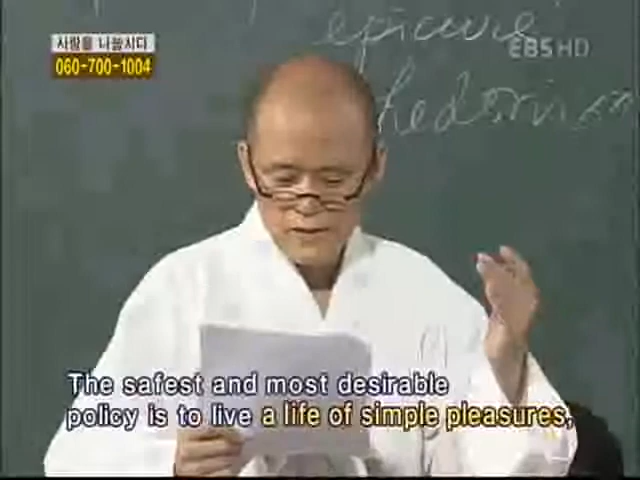 사랑을 나눕시다
060-700-1004
epicure
EBS HD
hedonism
The safest and most desirable
policy is to live a life of simple pleasures,